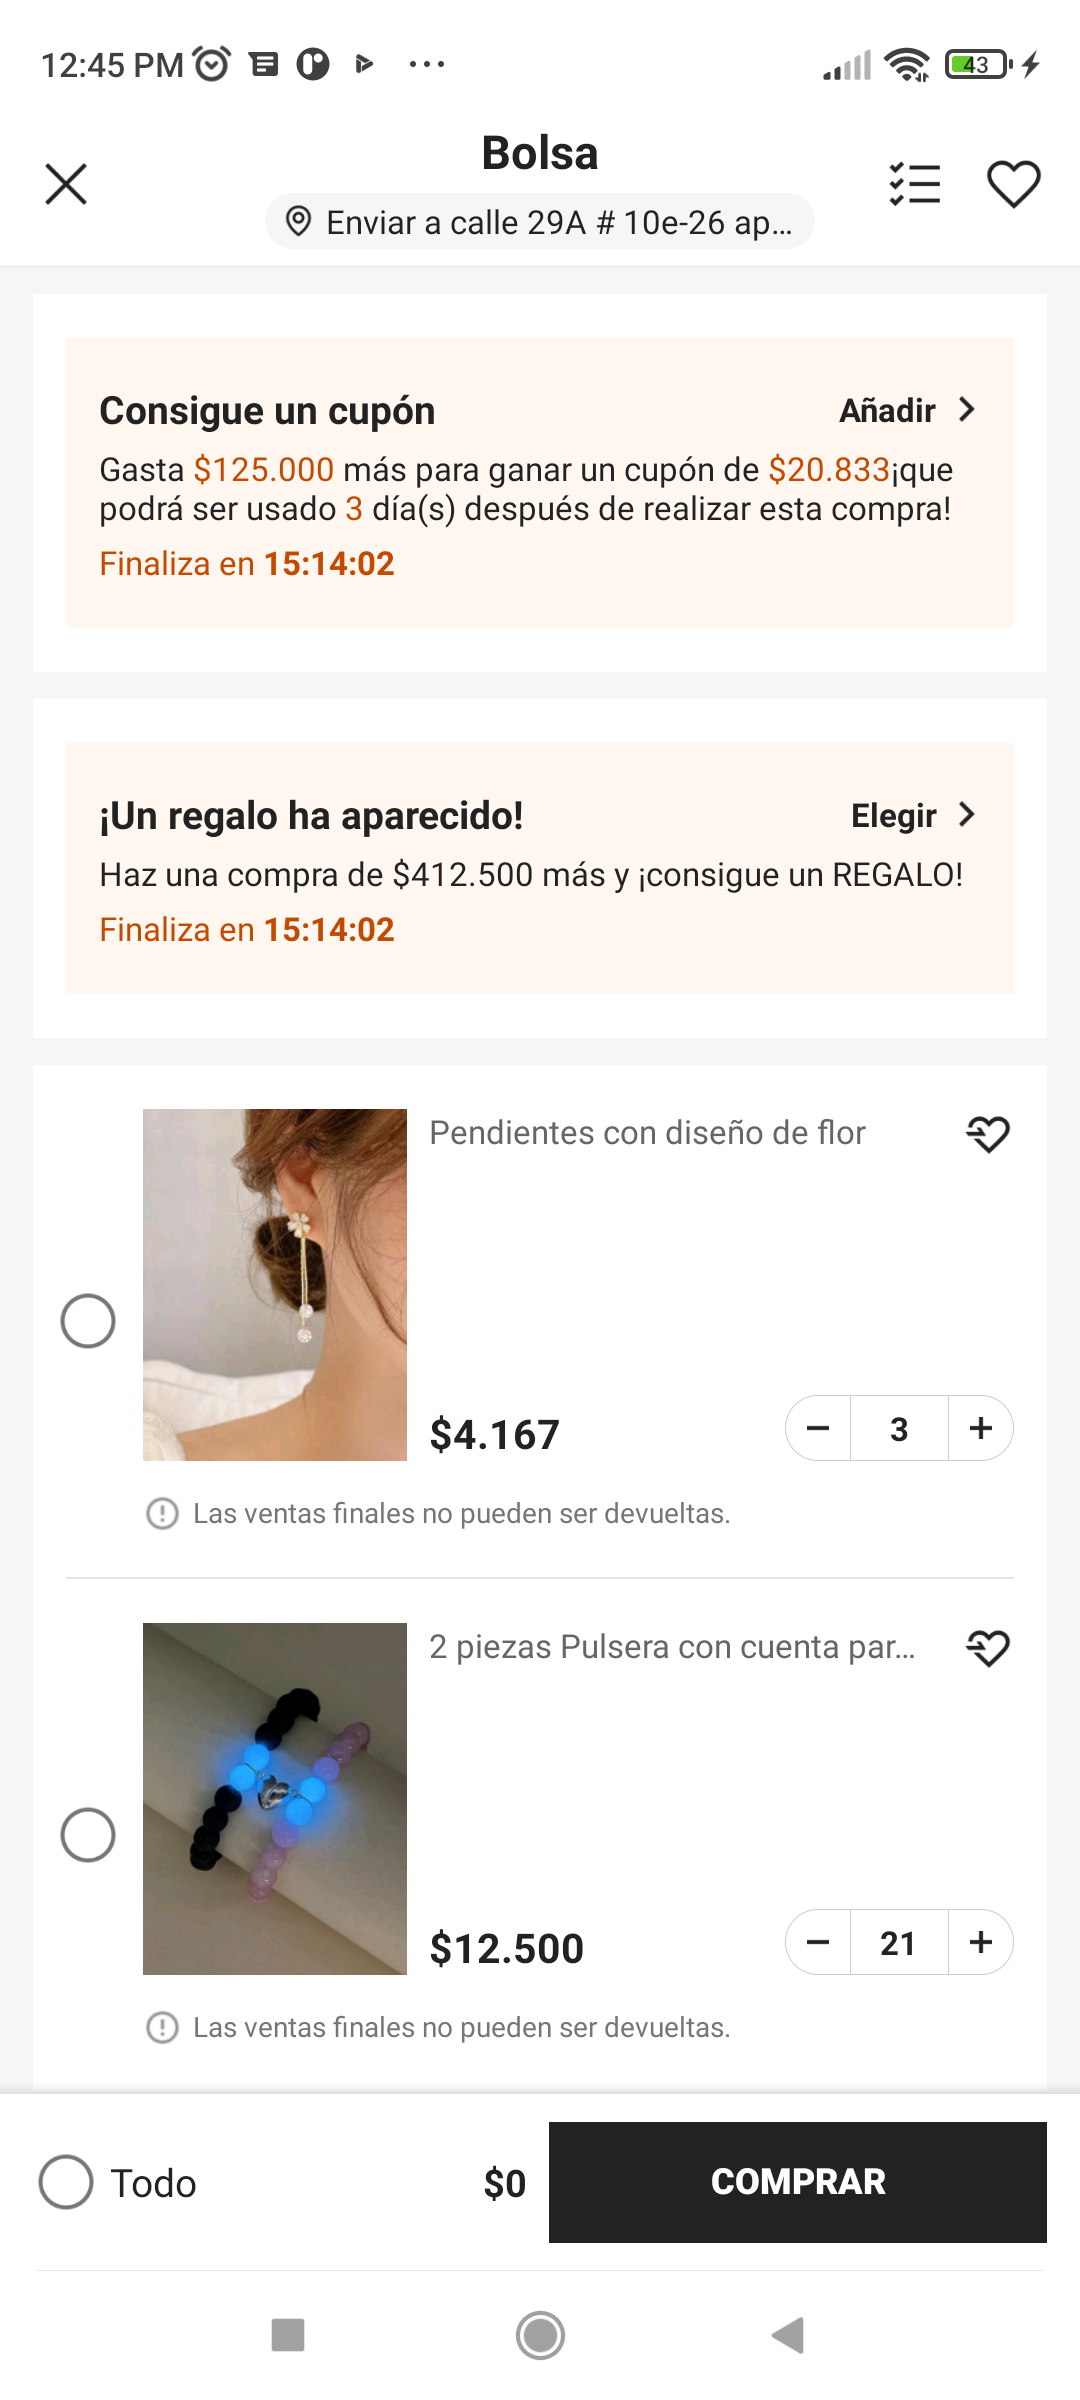 12:45 PM
43
Bolsa
Enviar a calle 29A # 10e-26 ap...
Consigue un cupón
Añadir
Gasta $125.000 más para ganar un cupón de $20.833¡que
podrá ser usado 3 día(s) después de realizar esta compra!
Finaliza en 15:14:02
¡Un regalo ha aparecido!
Elegir
Haz una compra de $412.500 más y ¡consigue un REGALO!
Finaliza en 15:14:02
Pendientes con diseño de flor
$4.167
3
Las ventas finales no pueden ser devueltas.
2 piezas Pulsera con cuenta par...
$12.500
21
Las ventas finales no pueden ser devueltas.
Todo
$0
COMPRAR